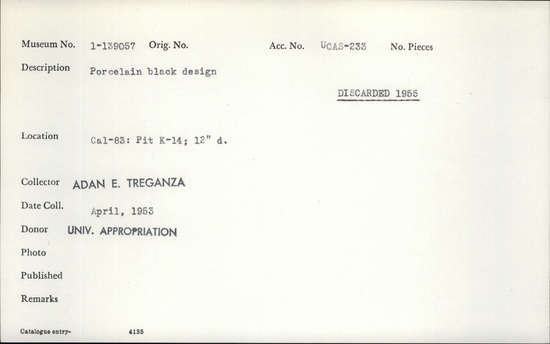 Museum No. 1-139057 Orig. No. Acc. No. UCAS-233 No. Pieces
Description Porcelain black design
DISCARDED 1955
Location Cal-83: Pit K-14; 12" d.
Collector ADAN E. TREGANZA
Date Coll. April, 1953
Donor UNIV. APPROPRIATION
Photo
Published
Remarks
Catalogue entry- 4135